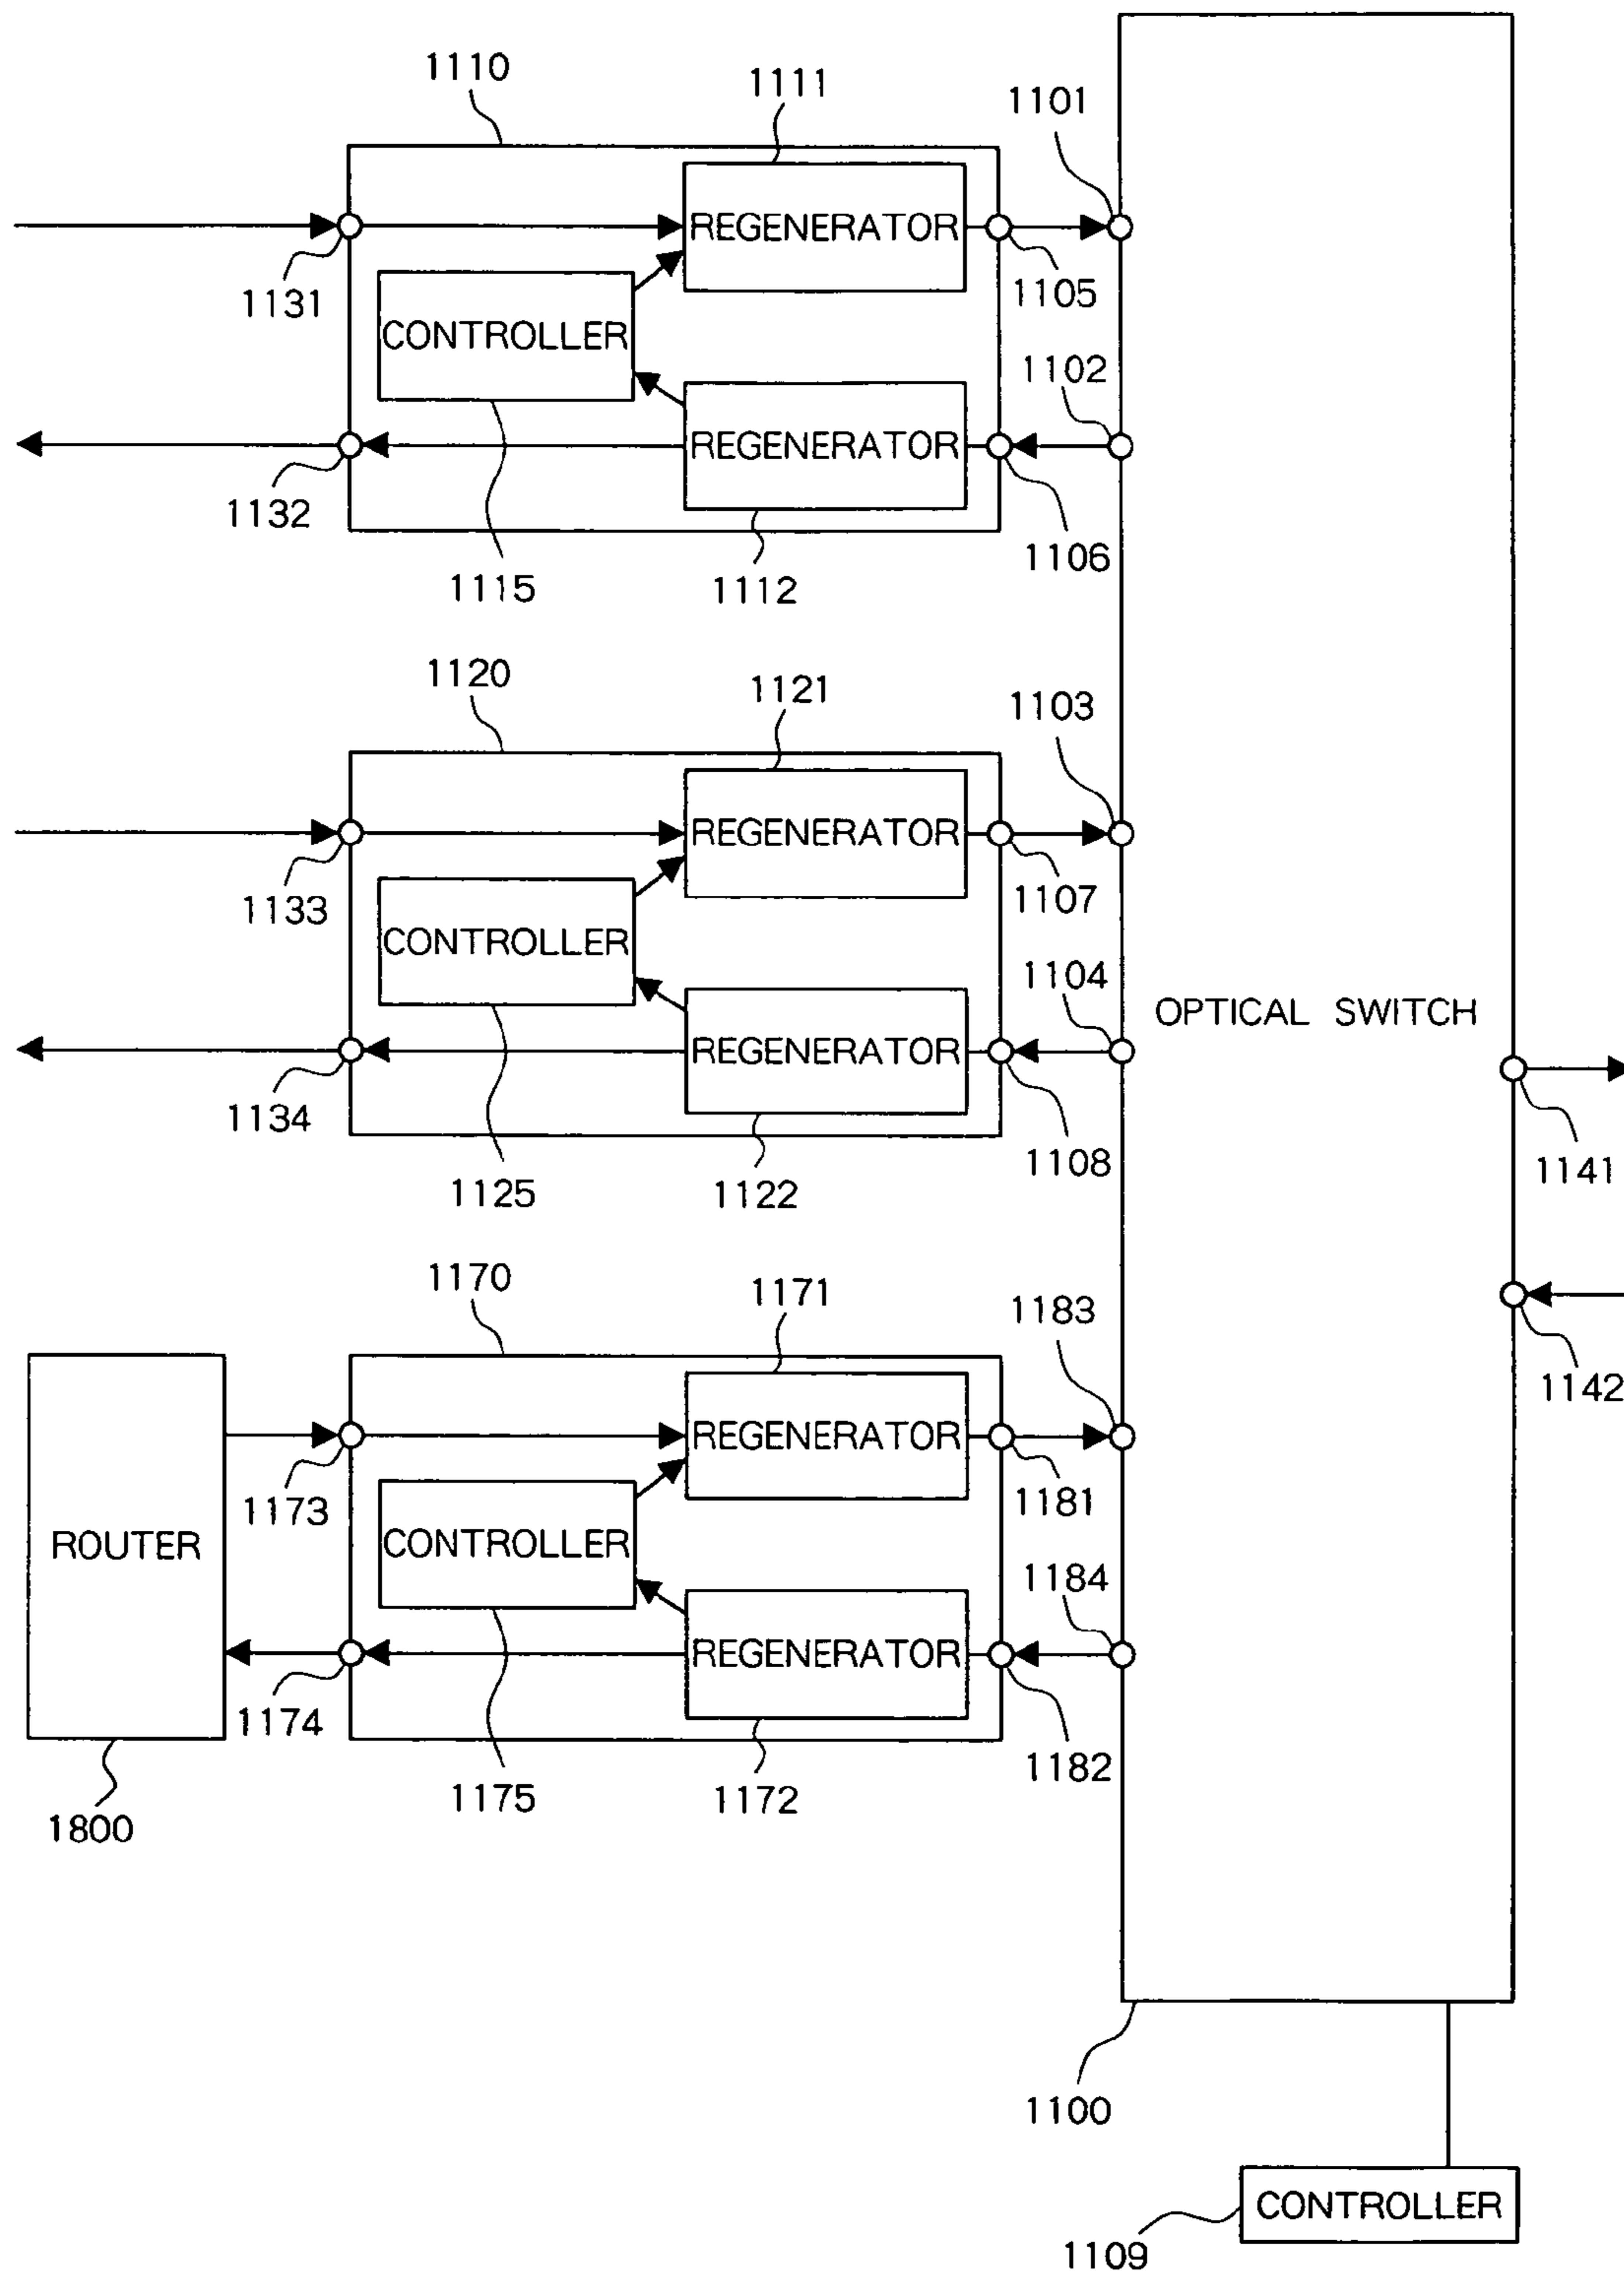 1110
1111
1101
REGENERATOR
1131
1105
CONTROLLER
1102
REGENERATOR
1132
1106
1115
1112
1120
1121
1103
REGENERATOR
1133
1107
CONTROLLER
1104
OPTICAL SWITCH
REGENERATOR
1134
1108
1141
1125
1122
1170
1171
1183
1142
REGENERATOR
1173
1181
ROUTER
CONTROLLER
1184
REGENERATOR
1174
1182
1175
1172
1800
1100
CONTROLLER
1109